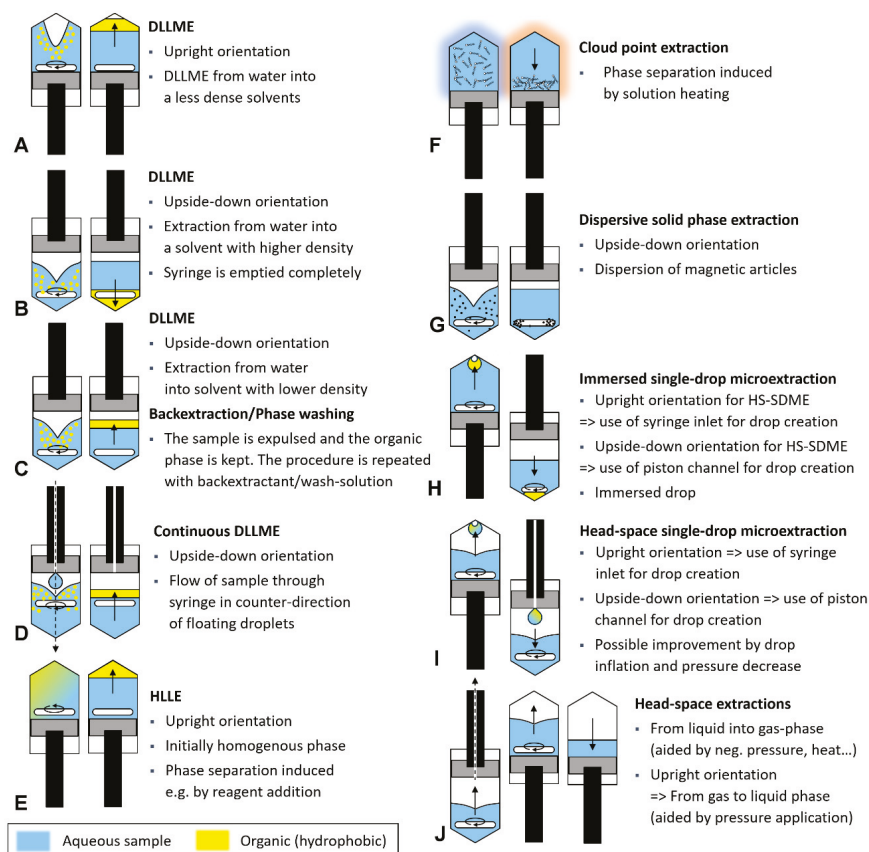 DLLME
▪ Upright orientation
▪ DLLME from water into
a less dense solvents
A
DLLME
▪ Upside-down orientation
▪ Extraction from water into
a solvent with higher density
▪ Syringe is emptied completely
B
DLLME
▪ Upside-down orientation
▪ Extraction from water
into solvent with lower density
Backextraction/Phase washing
▪ The sample is expulsed and the organic
phase is kept. The procedure is repeated
with backextractant/wash-solution
C
Continuous DLLME
▪ Upside-down orientation
▪ Flow of sample through
syringe in counter-direction
of floating droplets
D
HLLE
▪ Upright orientation
▪ Initially homogenous phase
▪ Phase separation induced
e.g. by reagent addition
E
Aqueous sample
Organic (hydrophobic)
Cloud point extraction
▪ Phase separation induced
by solution heating
F
Dispersive solid phase extraction
▪ Upside-down orientation
▪ Dispersion of magnetic articles
G
Immersed single-drop microextraction
▪ Upright orientation for HS-SDME
=> use of syringe inlet for drop creation
▪ Upside-down orientation for HS-SDME
=> use of piston channel for drop creation
▪ Immersed drop
H
Head-space single-drop microextraction
▪ Upright orientation => use of syringe
inlet for drop creation
▪ Upside-down orientation => use of piston
channel for drop creation
▪ Possible improvement by drop
inflation and pressure decrease
I
Head-space extractions
▪ From liquid into gas-phase
(aided by neg. pressure, heat...)
▪ Upright orientation
=> From gas to liquid phase
(aided by pressure application)
J